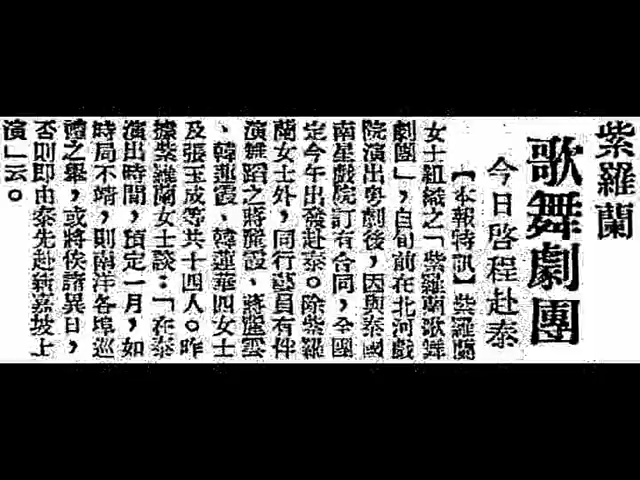 紫羅蘭
歌舞劇團
今日啓程赴泰
【本報特訊】紫羅蘭
女士組織之「紫羅蘭歌舞
劇團」，自旬前在北河戲
院演出粤劇後，因與泰國
南星戲院訂有合同，全團
定今午出發赴泰。除紫羅
蘭女士外，同行藝員有伴
演舞蹈之蔣麗霞、蔣麗雲
、韓蓮霞、韓蓮華四女士
及張玉成等共十四人。昨
據紫羅蘭女士談：「在泰
演出時間，預定一月，如
時局不靖，則南洋各埠巡
禮之舉，或將俟諸異日，
否則即由泰先赴新嘉坡上
演」云。